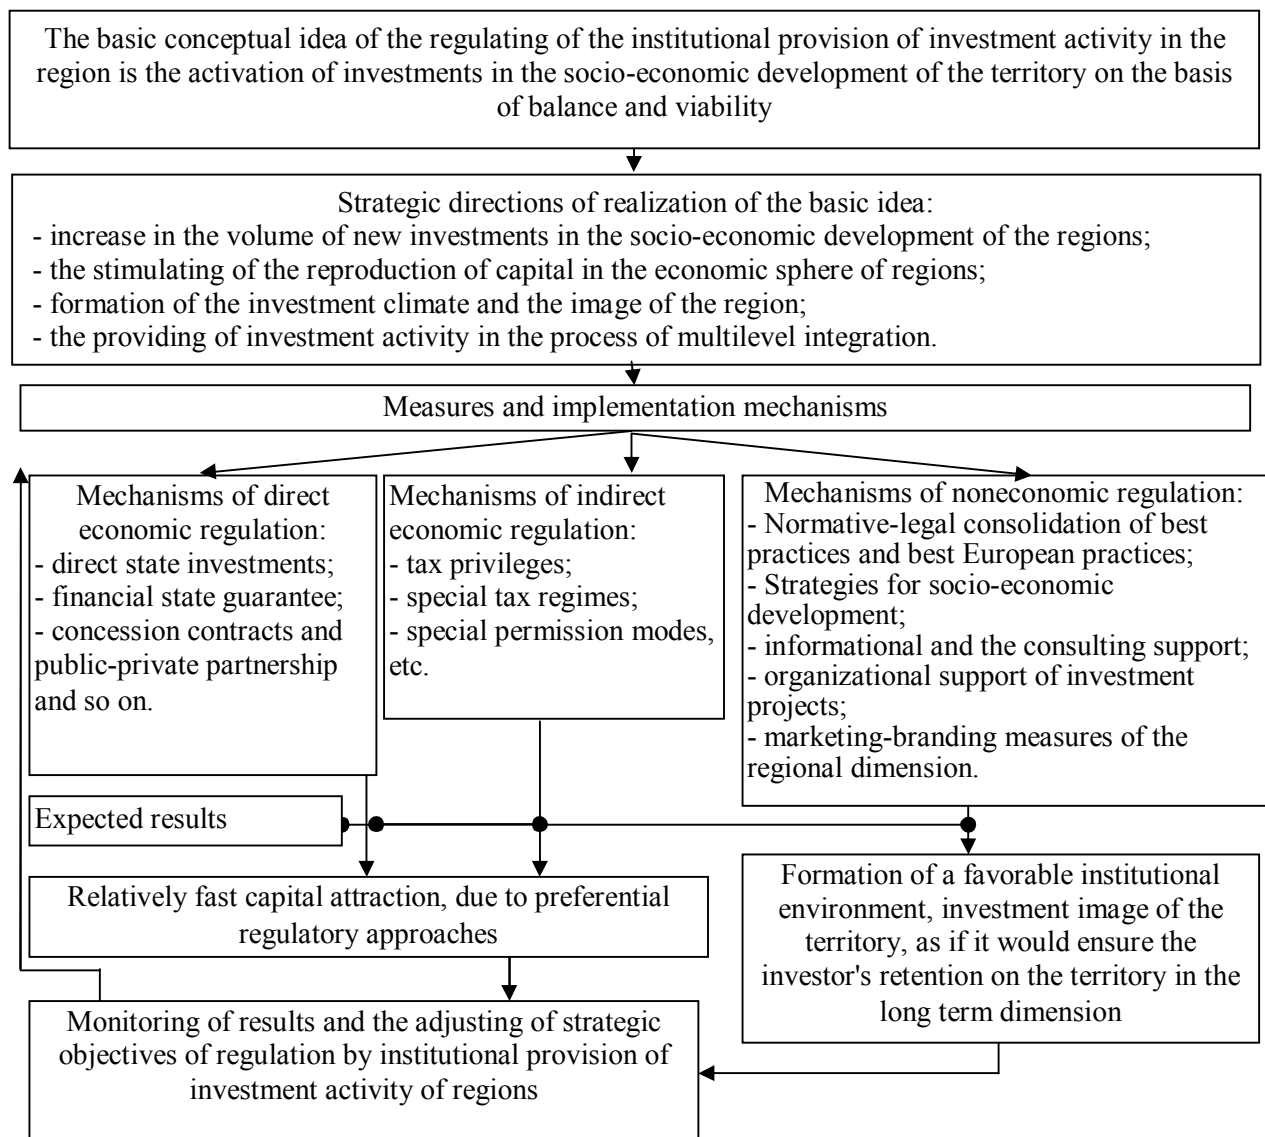 The basic conceptual idea of the regulating of the institutional provision of investment activity in the
region is the activation of investments in the socio-economic development of the territory on the basis
of balance and viability
Strategic directions of realization of the basic idea:
- increase in the volume of new investments in the socio-economic development of the regions;
- the stimulating of the reproduction of capital in the economic sphere of regions;
- formation of the investment climate and the image of the region;
- the providing of investment activity in the process of multilevel integration.
Measures and implementation mechanisms
Mechanisms of direct
economic regulation:
- direct state investments;
- financial state guarantee;
- concession contracts and
public-private partnership
and so on.
Mechanisms of indirect
economic regulation:
- tax privileges;
- special tax regimes;
- special permission modes,
etc.
Mechanisms of noneconomic regulation:
- Normative-legal consolidation of best
practices and best European practices;
- Strategies for socio-economic
development;
- informational and the consulting support;
- organizational support of investment
projects;
- marketing-branding measures of the
regional dimension.
Expected results
Relatively fast capital attraction, due to preferential
regulatory approaches
Formation of a favorable institutional
environment, investment image of the
territory, as if it would ensure the
investor's retention on the territory in the
long term dimension
Monitoring of results and the adjusting of strategic
objectives of regulation by institutional provision of
investment activity of regions